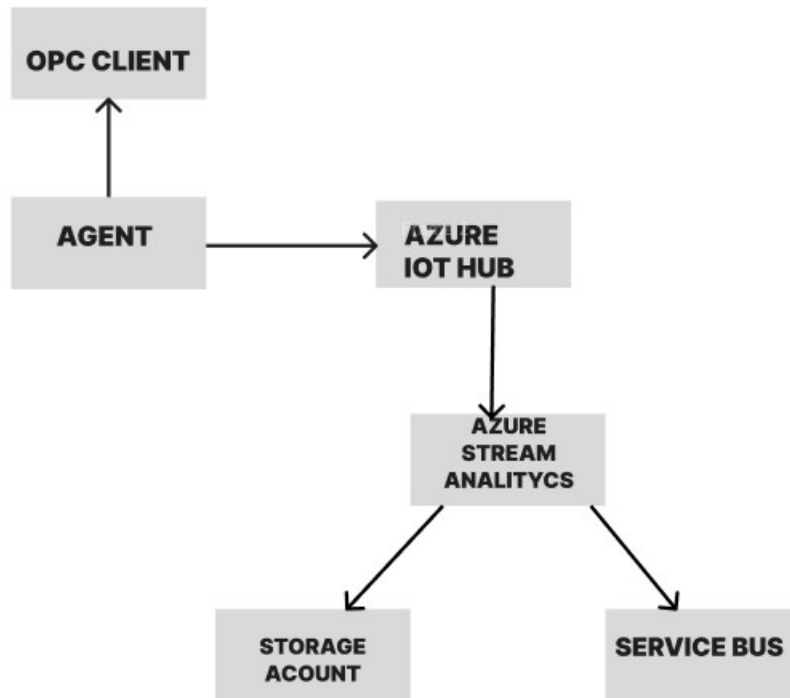 OPC CLIENT
AGENT
AZURE
IOT HUB
AZURE
STREAM
ANALITYCS
STORAGE
ACOUNT
SERVICE BUS